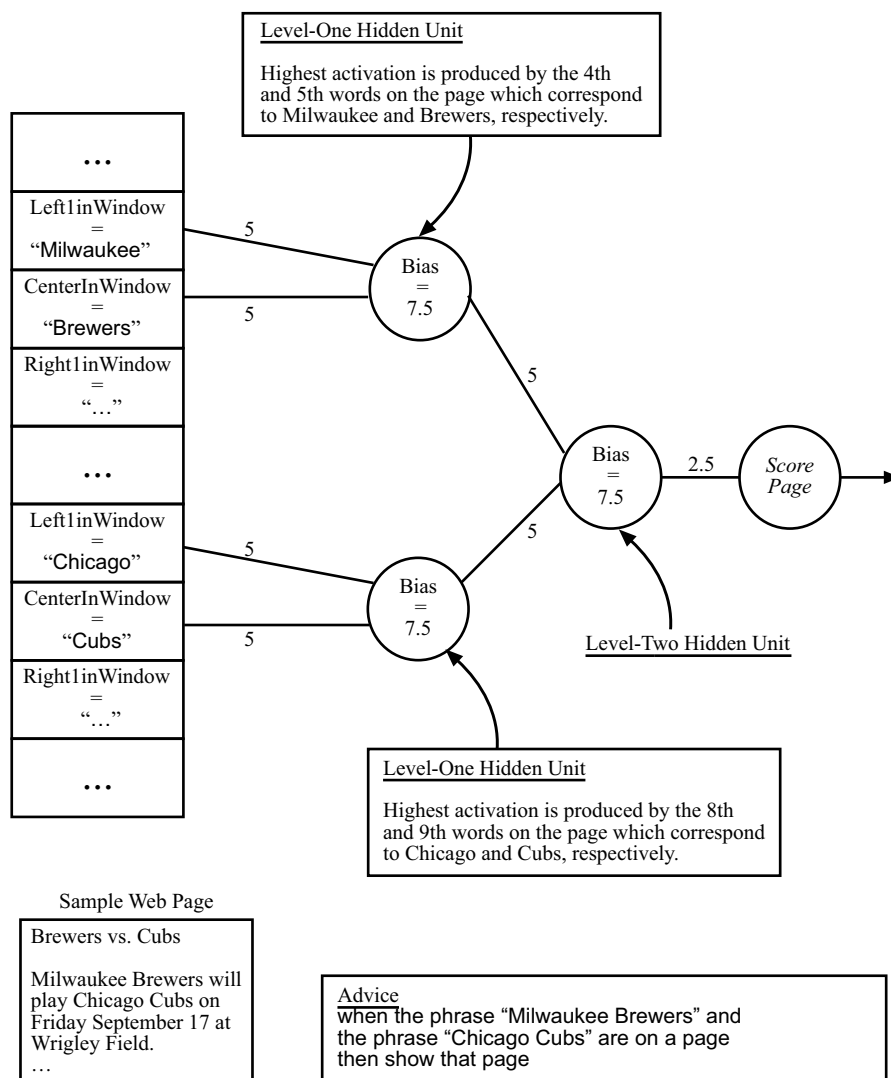 Level-One Hidden Unit
Highest activation is produced by the 4th
and 5th words on the page which correspond
to Milwaukee and Brewers, respectively.
...
Left1inWindow
=
“Milwaukee”
CenterInWindow
=
“Brewers”
Right1inWindow
=
“…”
...
Left1inWindow
=
“Chicago”
CenterInWindow
=
“Cubs”
Right1inWindow
=
“…”
...
5
5
Bias
=
7.5
5
5
5
Bias
=
7.5
5
Bias
=
7.5
2.5
Score
Page
Level-Two Hidden Unit
Level-One Hidden Unit
Highest activation is produced by the 8th
and 9th words on the page which correspond
to Chicago and Cubs, respectively.
Sample Web Page
Brewers vs. Cubs
Milwaukee Brewers will
play Chicago Cubs on
Friday September 17 at
Wrigley Field.
…
Advice
when the phrase “Milwaukee Brewers” and
the phrase “Chicago Cubs” are on a page
then show that page